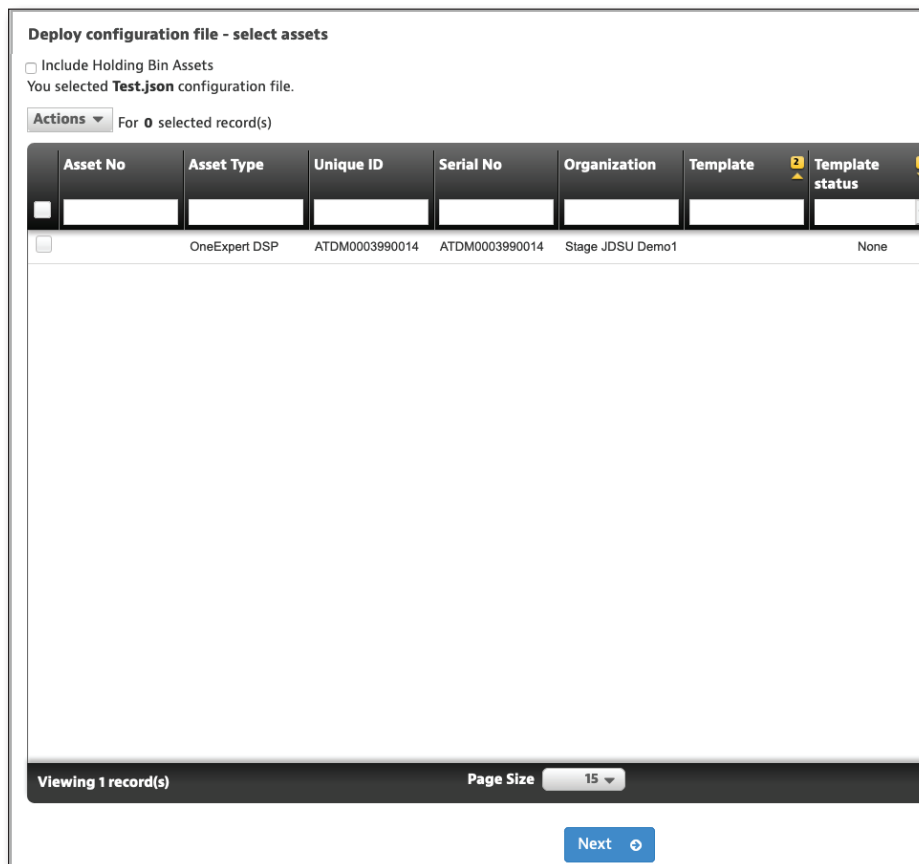 Deploy configuration file - select assets
Include Holding Bin Assets
You selected Test.json configuration file.
Actions For 0 selected record(s)
Asset No Asset Type Unique ID Serial No Organization Template 2 Template status
OneExpert DSP ATDM0003990014 ATDM0003990014 Stage JDSU Demo1 None
Viewing 1 record(s) Page Size 15
Next